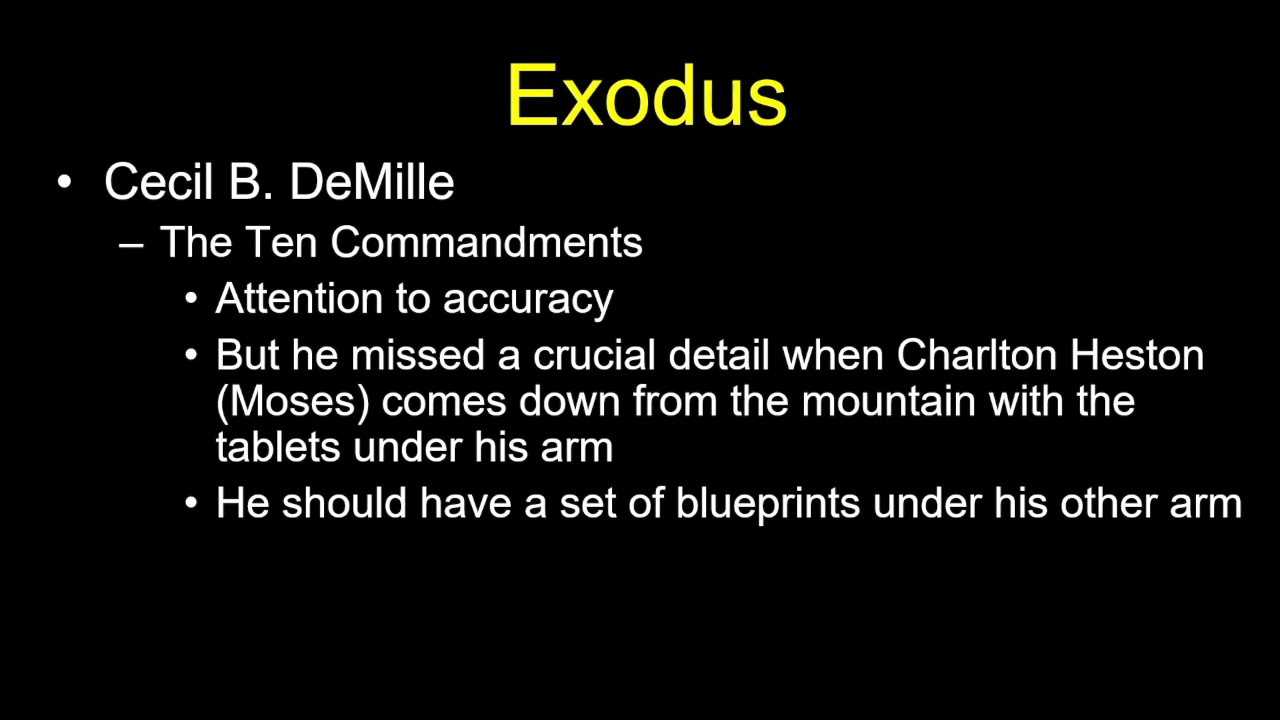 Exodus
• Cecil B. DeMille
– The Ten Commandments
• Attention to accuracy
• But he missed a crucial detail when Charlton Heston
(Moses) comes down from the mountain with the
tablets under his arm
• He should have a set of blueprints under his other arm